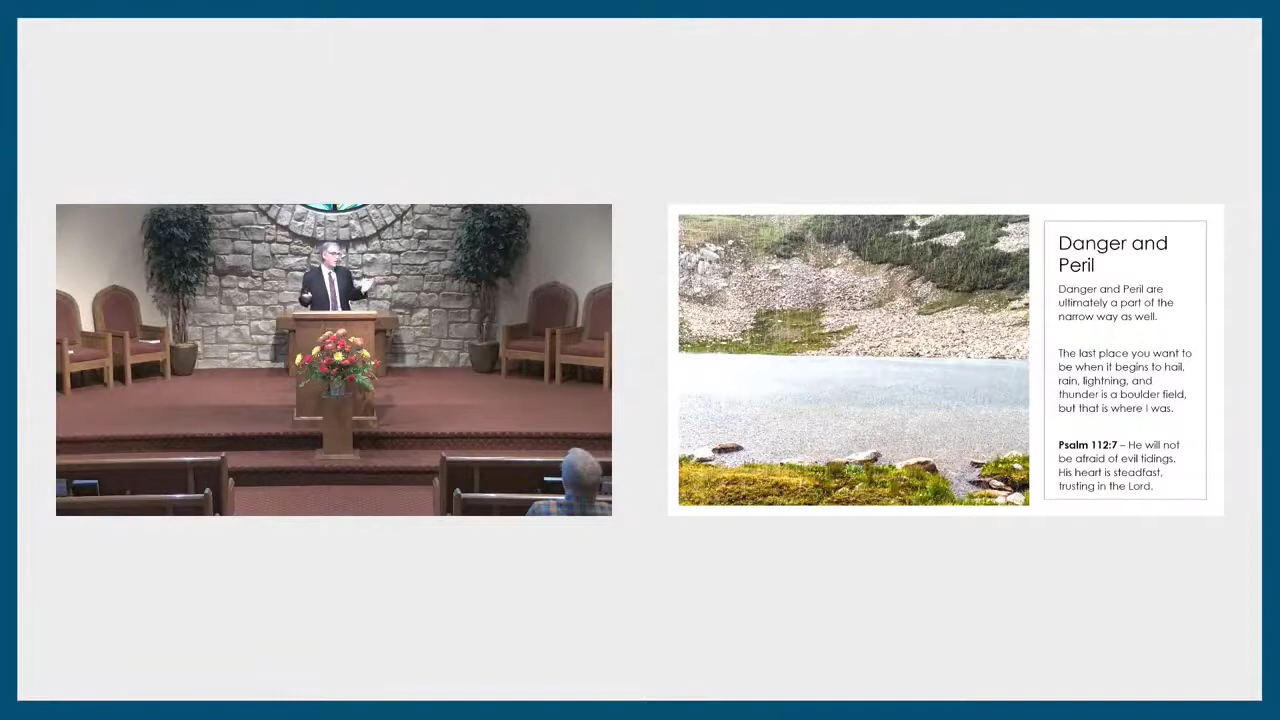 Danger and
Peril
Danger and Peril are
ultimately a part of the
narrow way as well.
The last place you want to
be when it begins to hail,
rain, lightning, and
thunder is a boulder field,
but that is where I was.
Psalm 112:7 – He will not
be afraid of evil tidings.
His heart is steadfast,
trusting in the Lord.